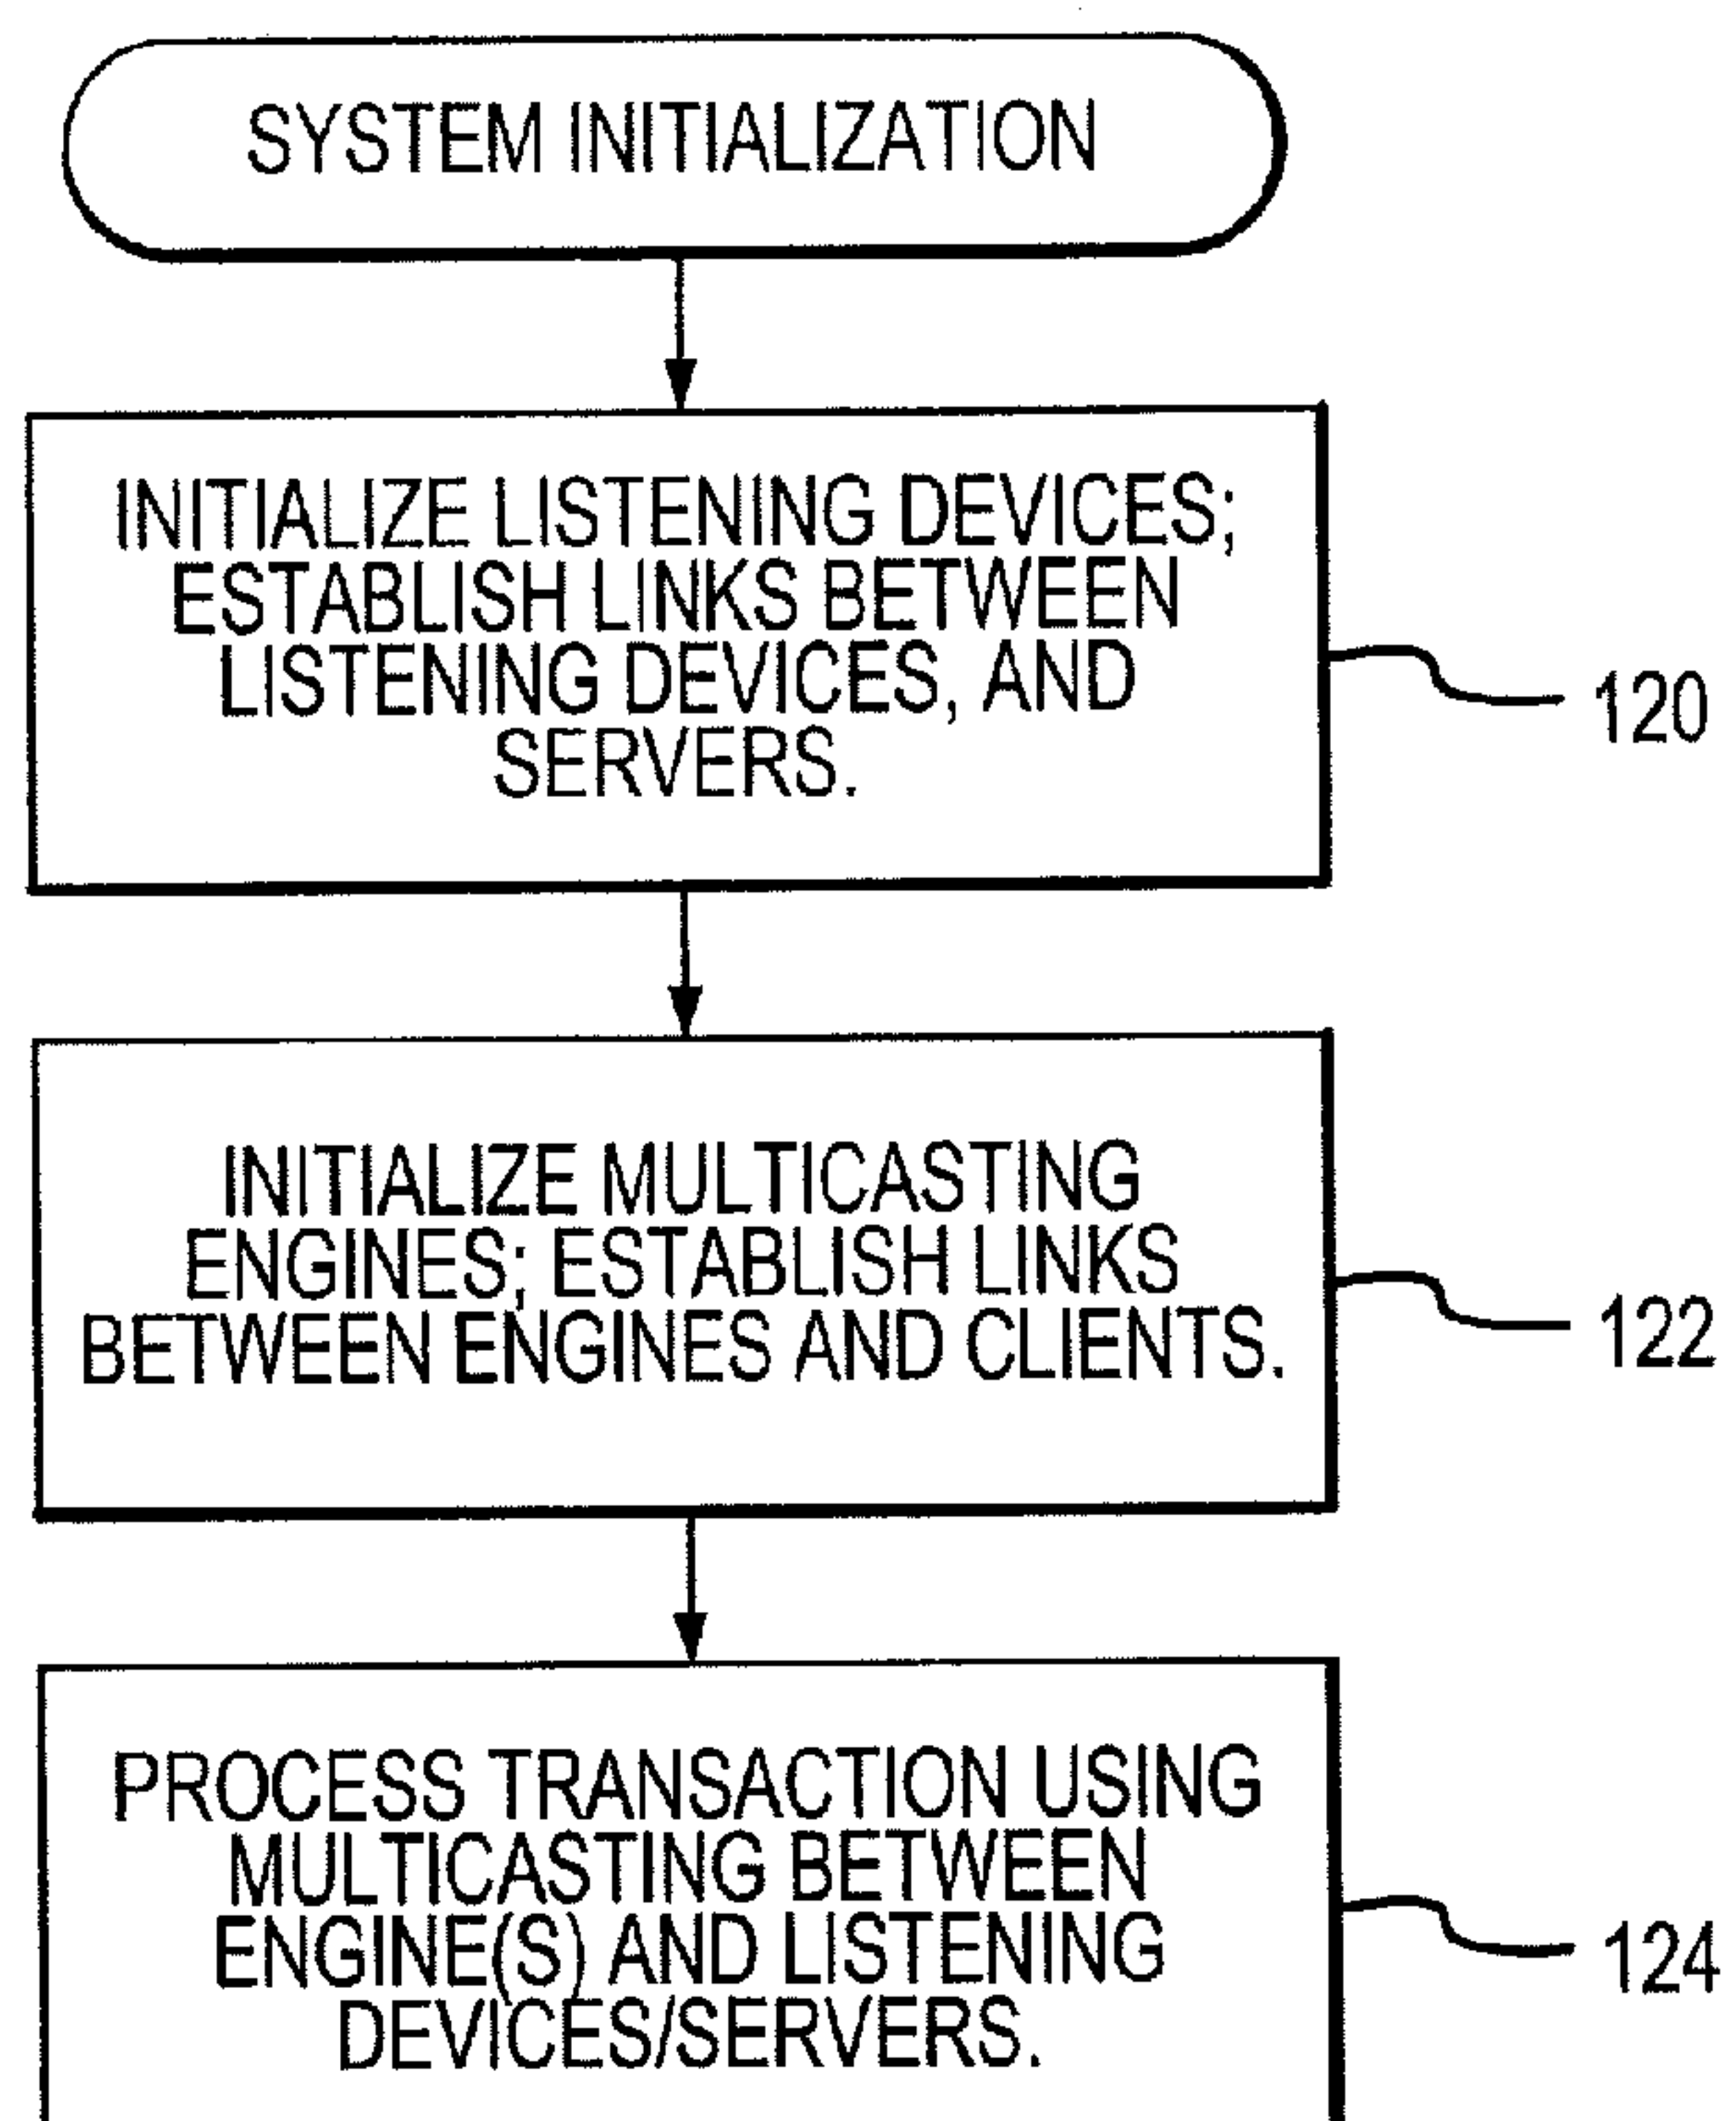 SYSTEM INITIALIZATION
INITIALIZE LISTENING DEVICES;
ESTABLISH LINKS BETWEEN
LISTENING DEVICES, AND
SERVERS.
120
INITIALIZE MULTICASTING
ENGINES; ESTABLISH LINKS
BETWEEN ENGINES AND CLIENTS.
122
PROCESS TRANSACTION USING
MULTICASTING BETWEEN
ENGINE(S) AND LISTENING
DEVICES/SERVERS.
124